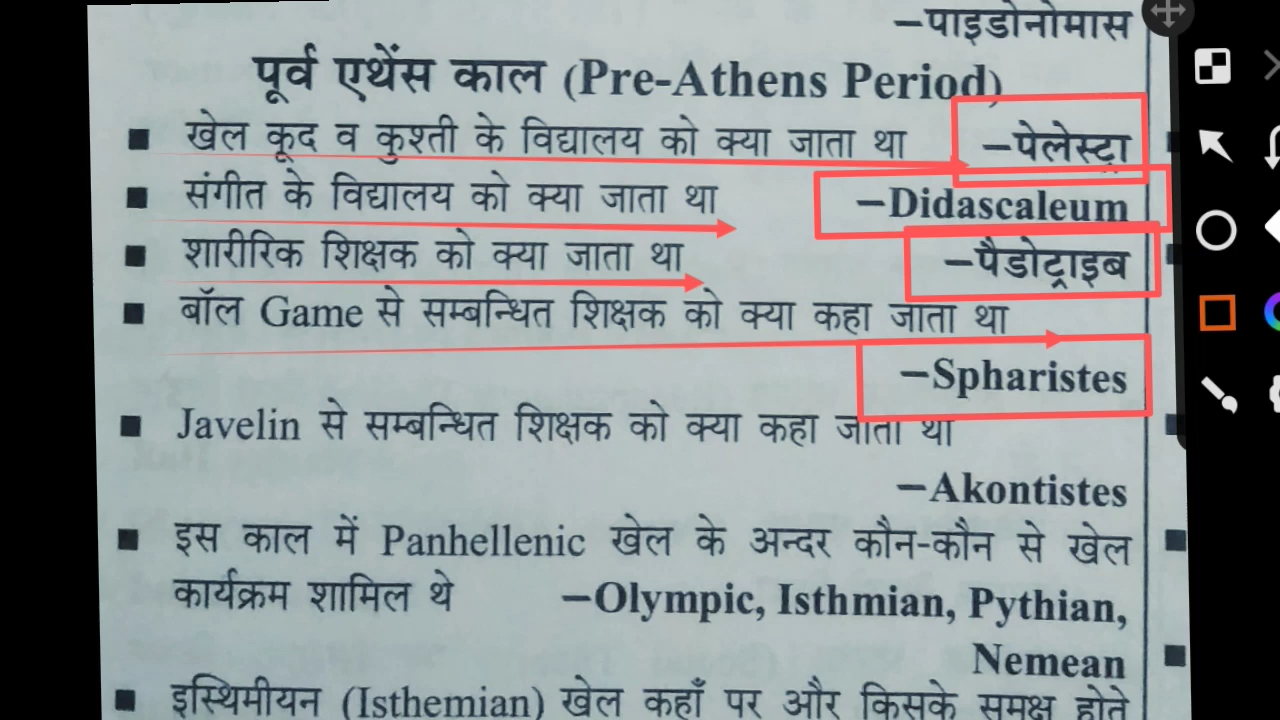 –पाइडोनोमास
पूर्व एथेंस काल (Pre-Athens Period)
■ खेल कूद व कुश्ती के विद्यालय को क्या जाता था –पेलेस्ट्रा
■ संगीत के विद्यालय को क्या जाता था –Didascaleum
■ शारीरिक शिक्षक को क्या जाता था –पैडोट्राइब
■ बॉल Game से सम्बन्धित शिक्षक को क्या कहा जाता था
–Spharistes
■ Javelin से सम्बन्धित शिक्षक को क्या कहा जाता था
–Akontistes
■ इस काल में Panhellenic खेल के अन्दर कौन-कौन से खेल
कार्यक्रम शामिल थे –Olympic, Isthmian, Pythian,
Nemean
■ इस्थिमीयन (Isthemian) खेल कहाँ पर और किसके समक्ष होते